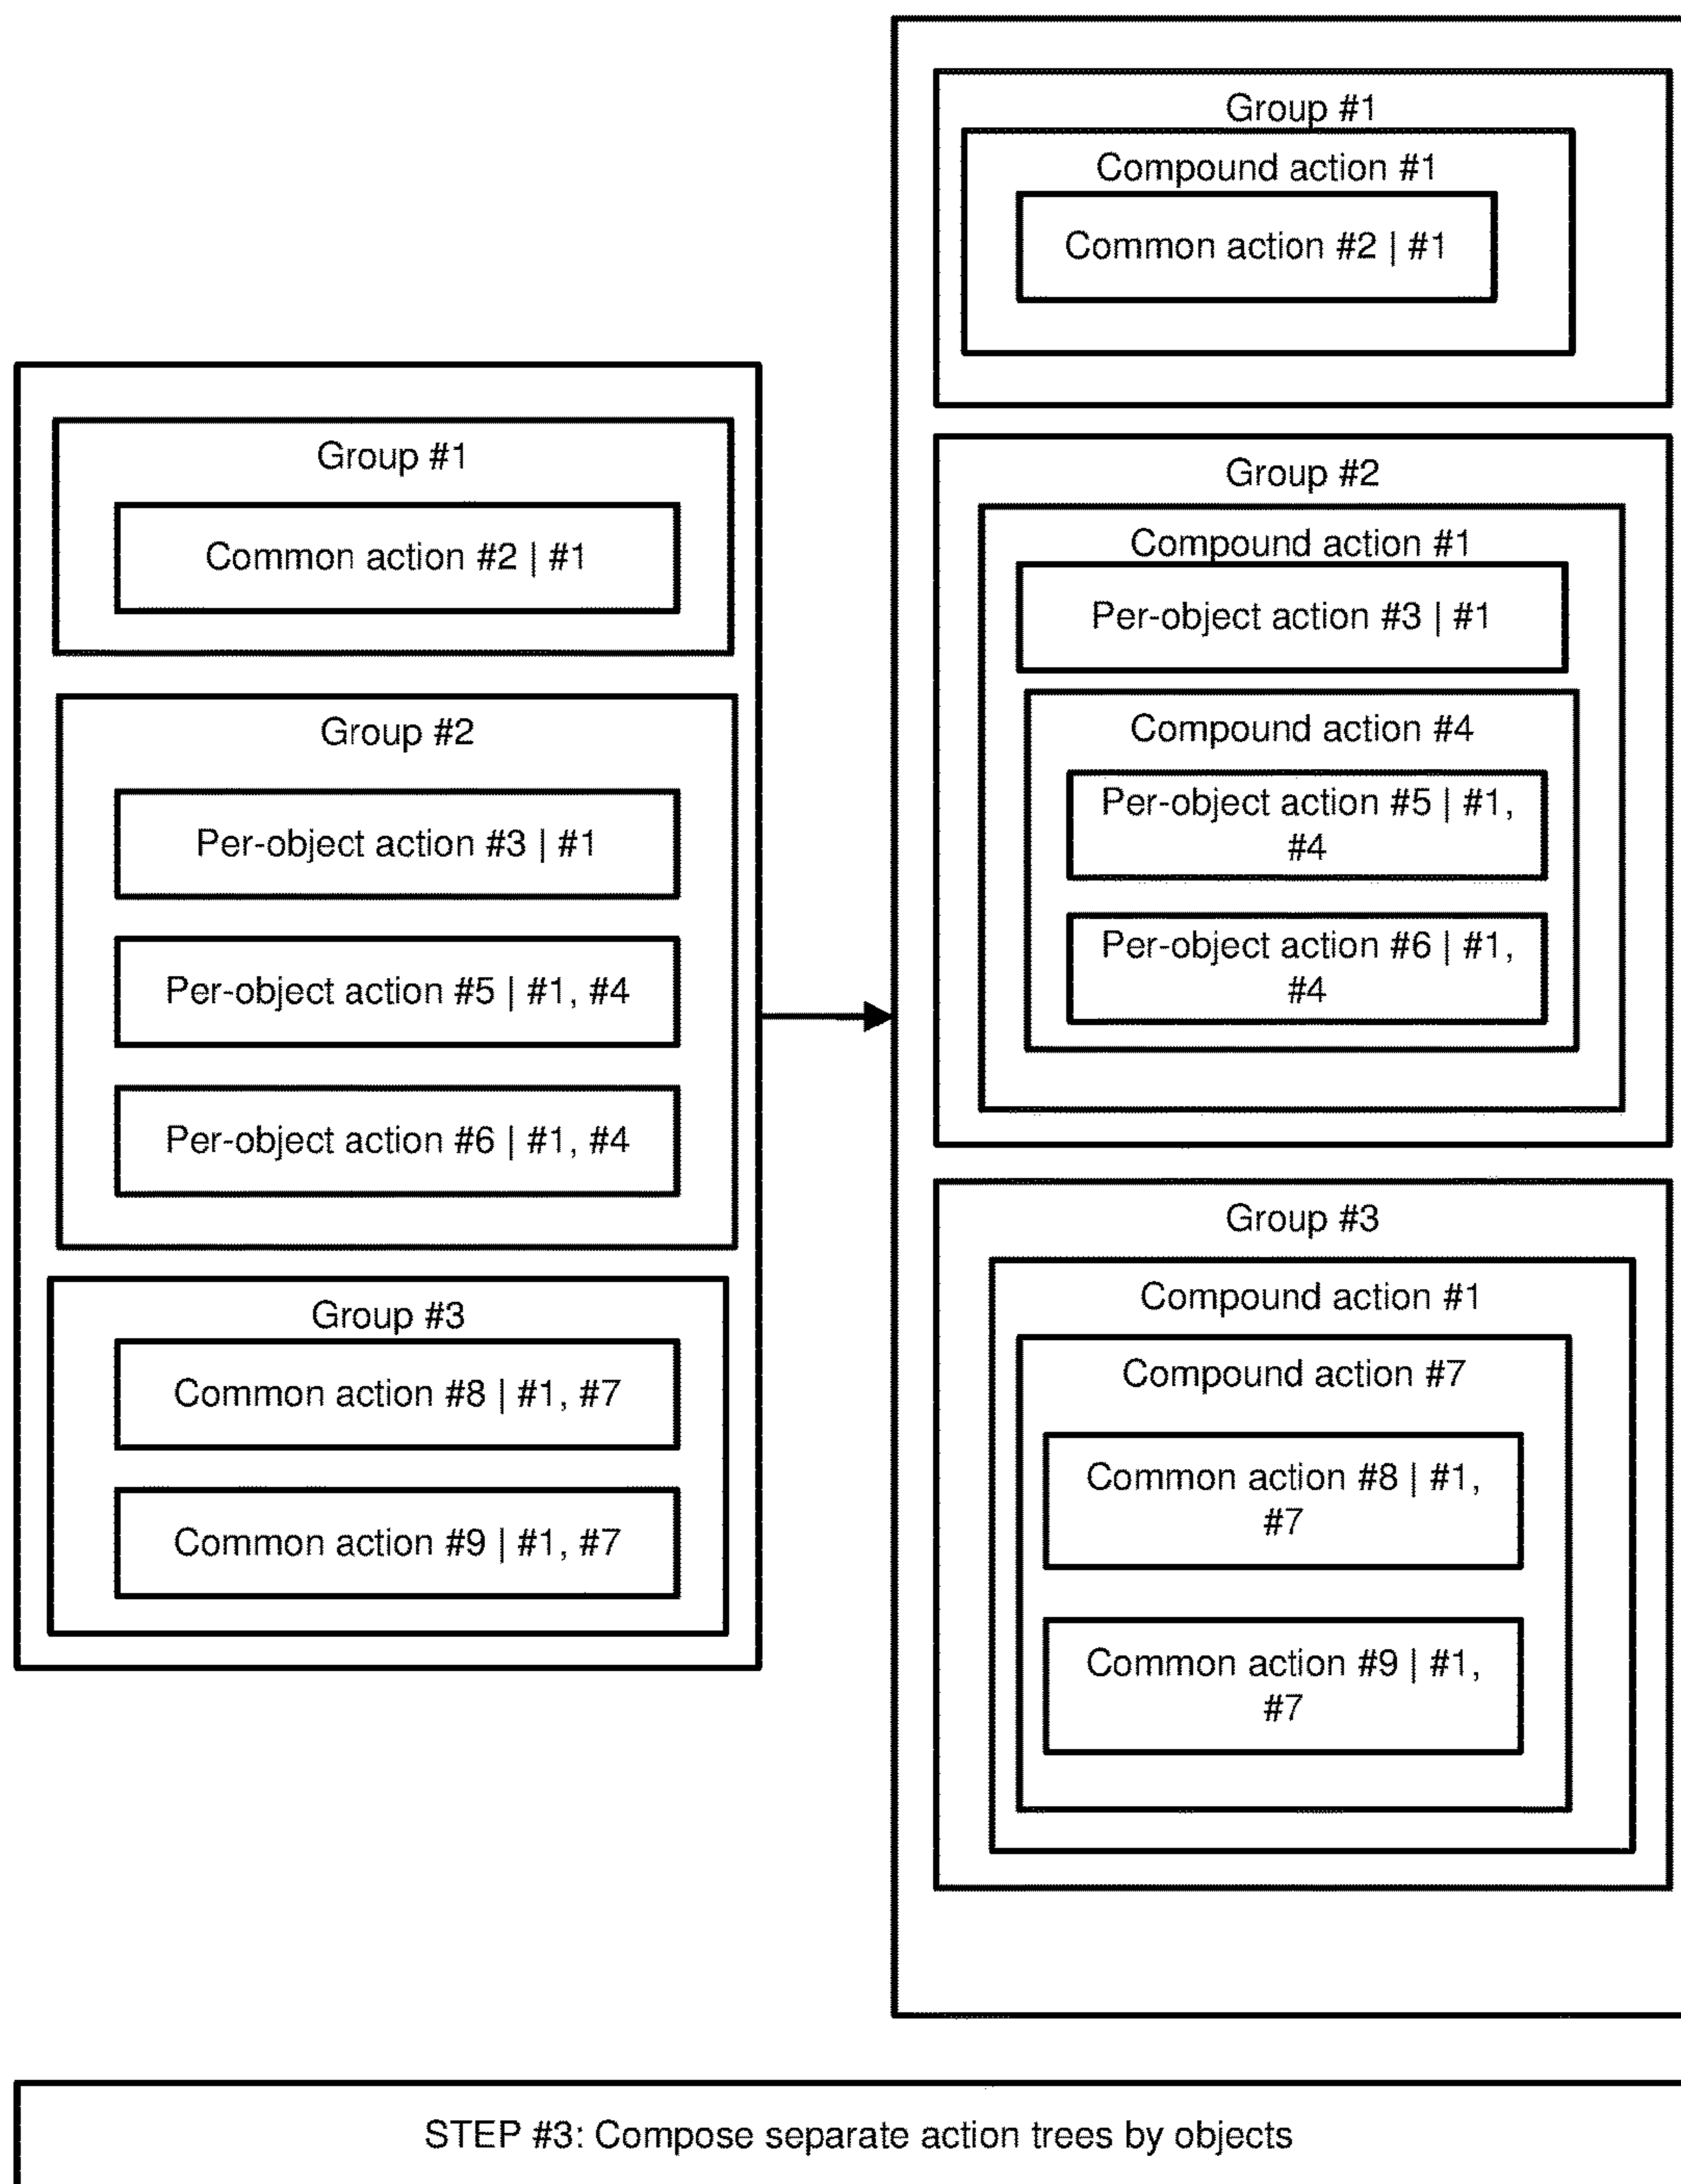 Group #1
Common action #2 | #1
Group #2
Per-object action #3 | #1
Per-object action #5 | #1, #4
Per-object action #6 | #1, #4
Group #3
Common action #8 | #1, #7
Common action #9 | #1, #7
Group #1
Compound action #1
Common action #2 | #1
Group #2
Compound action #1
Per-object action #3 | #1
Compound action #4
Per-object action #5 | #1,
#4
Per-object action #6 | #1,
#4
Group #3
Compound action #1
Compound action #7
Common action #8 | #1,
#7
Common action #9 | #1,
#7
STEP #3: Compose separate action trees by objects